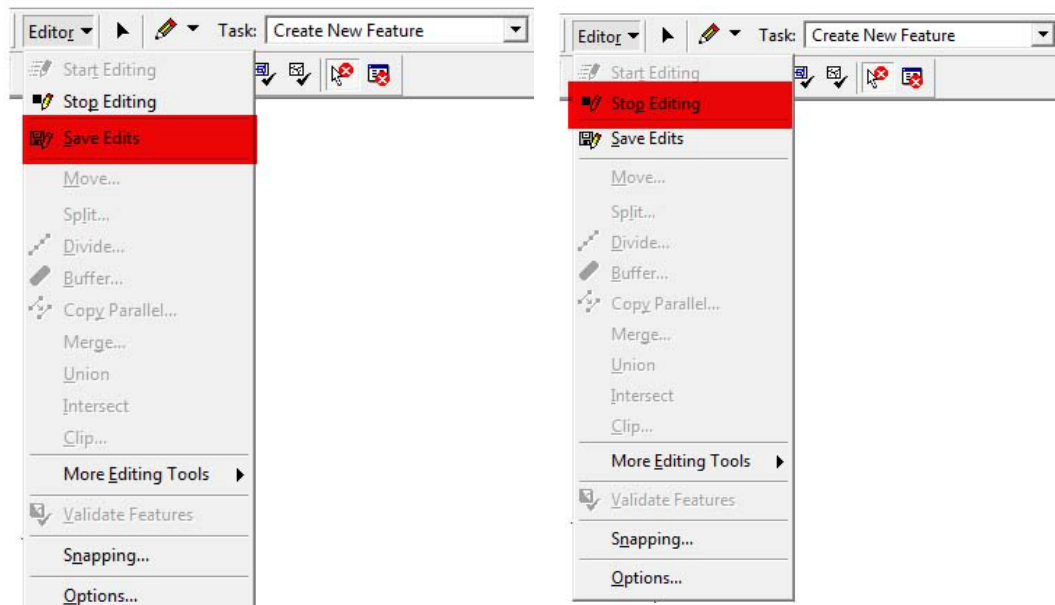 Editor Task: Create New Feature
Start Editing
Stop Editing
Save Edits
Move...
Split...
Divide...
Buffer...
Copy Parallel...
Merge...
Union
Intersect
Clip...
More Editing Tools
Validate Features
Snapping...
Options...
Editor Task: Create New Feature
Start Editing
Stop Editing
Save Edits
Move...
Split...
Divide...
Buffer...
Copy Parallel...
Merge...
Union
Intersect
Clip...
More Editing Tools
Validate Features
Snapping...
Options...